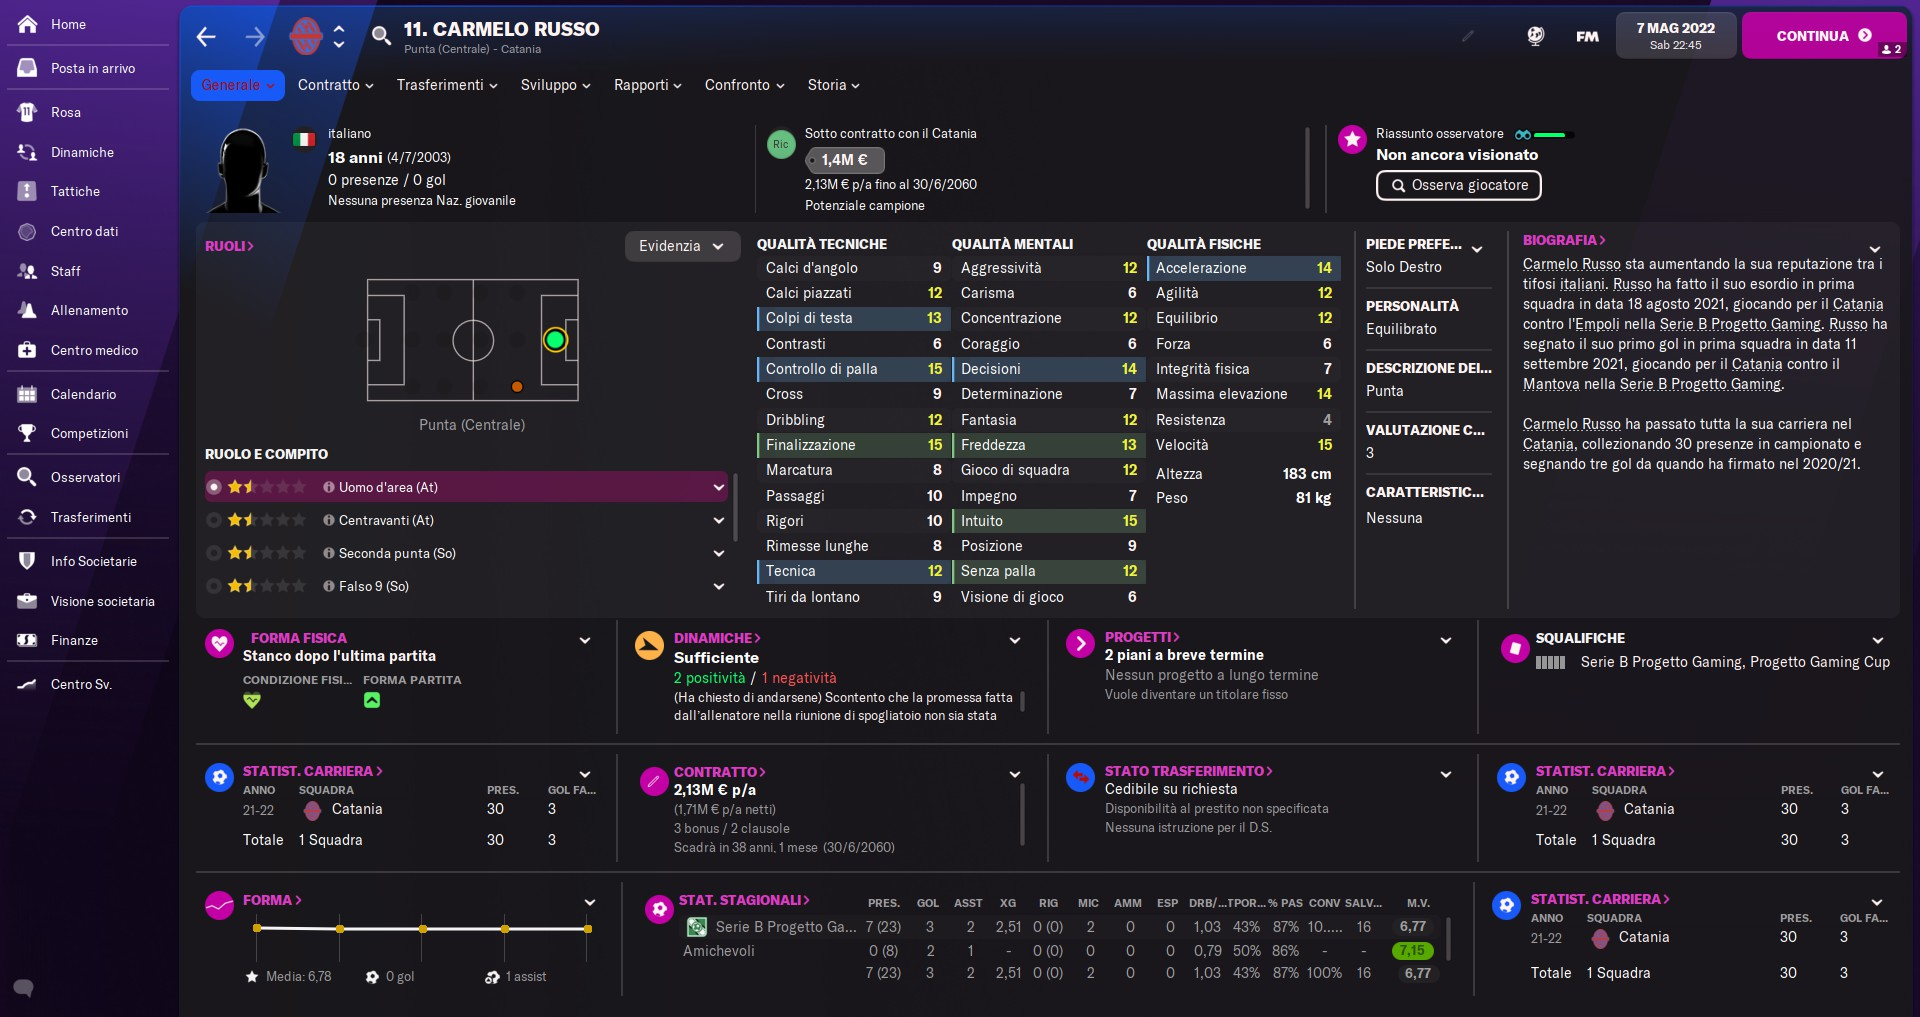 Home
Posta in arrivo
Rosa
Dinamiche
Tattiche
Centro dati
Staff
Allenamento
Centro medico
Calendario
Competizioni
Osservatori
Trasferimenti
Info Societarie
Visione societaria
Finanze
Centro Sv.
11. CARMELO RUSSO
Punta (Centrale) - Catania
FM
7 MAG 2022
Sab 22:45
CONTINUA
2
Generale Contratto Trasferimenti Sviluppo Rapporti Confronto Storia
italiano
18 anni (4/7/2003)
0 presenze / 0 gol
Nessuna presenza Naz. giovanile
Ric
Sotto contratto con il Catania
1,4M €
2,13M € p/a fino al 30/6/2060
Potenziale campione
Riassunto osservatore
Non ancora visionato
Osserva giocatore
RUOLI
Evidenzia
Punta (Centrale)
RUOLO E COMPITO
Uomo d'area (At)
Centravanti (At)
Seconda punta (So)
Falso 9 (So)
QUALITÀ TECNICHE
Calci d'angolo 9
Calci piazzati 12
Colpi di testa 13
Contrasti 6
Controllo di palla 15
Cross 9
Dribbling 12
Finalizzazione 15
Marcatura 8
Passaggi 10
Rigori 10
Rimesse lunghe 8
Tecnica 12
Tiri da lontano 9
QUALITÀ MENTALI
Aggressività 12
Carisma 6
Concentrazione 12
Coraggio 6
Decisioni 14
Determinazione 7
Fantasia 12
Freddezza 13
Gioco di squadra 12
Impegno 7
Intuito 15
Posizione 9
Senza palla 12
Visione di gioco 6
QUALITÀ FISICHE
Accelerazione 14
Agilità 12
Equilibrio 12
Forza 6
Integrità fisica 7
Massima elevazione 14
Resistenza 4
Velocità 15
Altezza 183 cm
Peso 81 kg
PIEDE PREFE...
Solo Destro
PERSONALITÀ
Equilibrato
DESCRIZIONE DEI...
Punta
VALUTAZIONE C...
3
CARATTERISTIC...
Nessuna
BIOGRAFIA
Carmelo Russo sta aumentando la sua reputazione tra i
tifosi italiani. Russo ha fatto il suo esordio in prima
squadra in data 18 agosto 2021, giocando per il Catania
contro l'Empoli nella Serie B Progetto Gaming. Russo ha
segnato il suo primo gol in prima squadra in data 11
settembre 2021, giocando per il Catania contro il
Mantova nella Serie B Progetto Gaming.
Carmelo Russo ha passato tutta la sua carriera nel
Catania, collezionando 30 presenze in campionato e
segnando tre gol da quando ha firmato nel 2020/21.
FORMA FISICA
Stanco dopo l'ultima partita
CONDIZIONE FISI... FORMA PARTITA
DINAMICHE
Sufficiente
2 positività / 1 negatività
(Ha chiesto di andarsene) Scontento che la promessa fatta
dall'allenatore nella riunione di spogliatoio non sia stata
PROGETTI
2 piani a breve termine
Nessun progetto a lungo termine
Vuole diventare un titolare fisso
SQUALIFICHE
Serie B Progetto Gaming, Progetto Gaming Cup
STATIST. CARRIERA
ANNO SQUADRA PRES. GOL FA...
21-22 Catania 30 3
Totale 1 Squadra 30 3
CONTRATTO
2,13M € p/a
(1,71M € p/a netti)
3 bonus / 2 clausole
Scadrà in 38 anni, 1 mese (30/6/2060)
STATO TRASFERIMENTO
Cedibile su richiesta
Disponibilità al prestito non specificata
Nessuna istruzione per il D.S.
STATIST. CARRIERA
ANNO SQUADRA PRES. GOL FA...
21-22 Catania 30 3
Totale 1 Squadra 30 3
FORMA
Media: 6,78 0 gol 1 assist
STAT. STAGIONALI PRES. GOL ASST XG RIG MIC AMM ESP DRB/... TPOR... % PAS CONV SALV... M.V.
Serie B Progetto Ga... 7 (23) 3 2 2,51 0 (0) 2 0 0 1,03 43% 87% 10..... 16 6,77
Amichevoli 0 (8) 2 1 - 0 (0) 0 0 0 0,79 50% 86% - - 7,15
7 (23) 3 2 2,51 0 (0) 2 0 0 1,03 43% 87% 100% 16 6,77
STATIST. CARRIERA
ANNO SQUADRA PRES. GOL FA...
21-22 Catania 30 3
Totale 1 Squadra 30 3